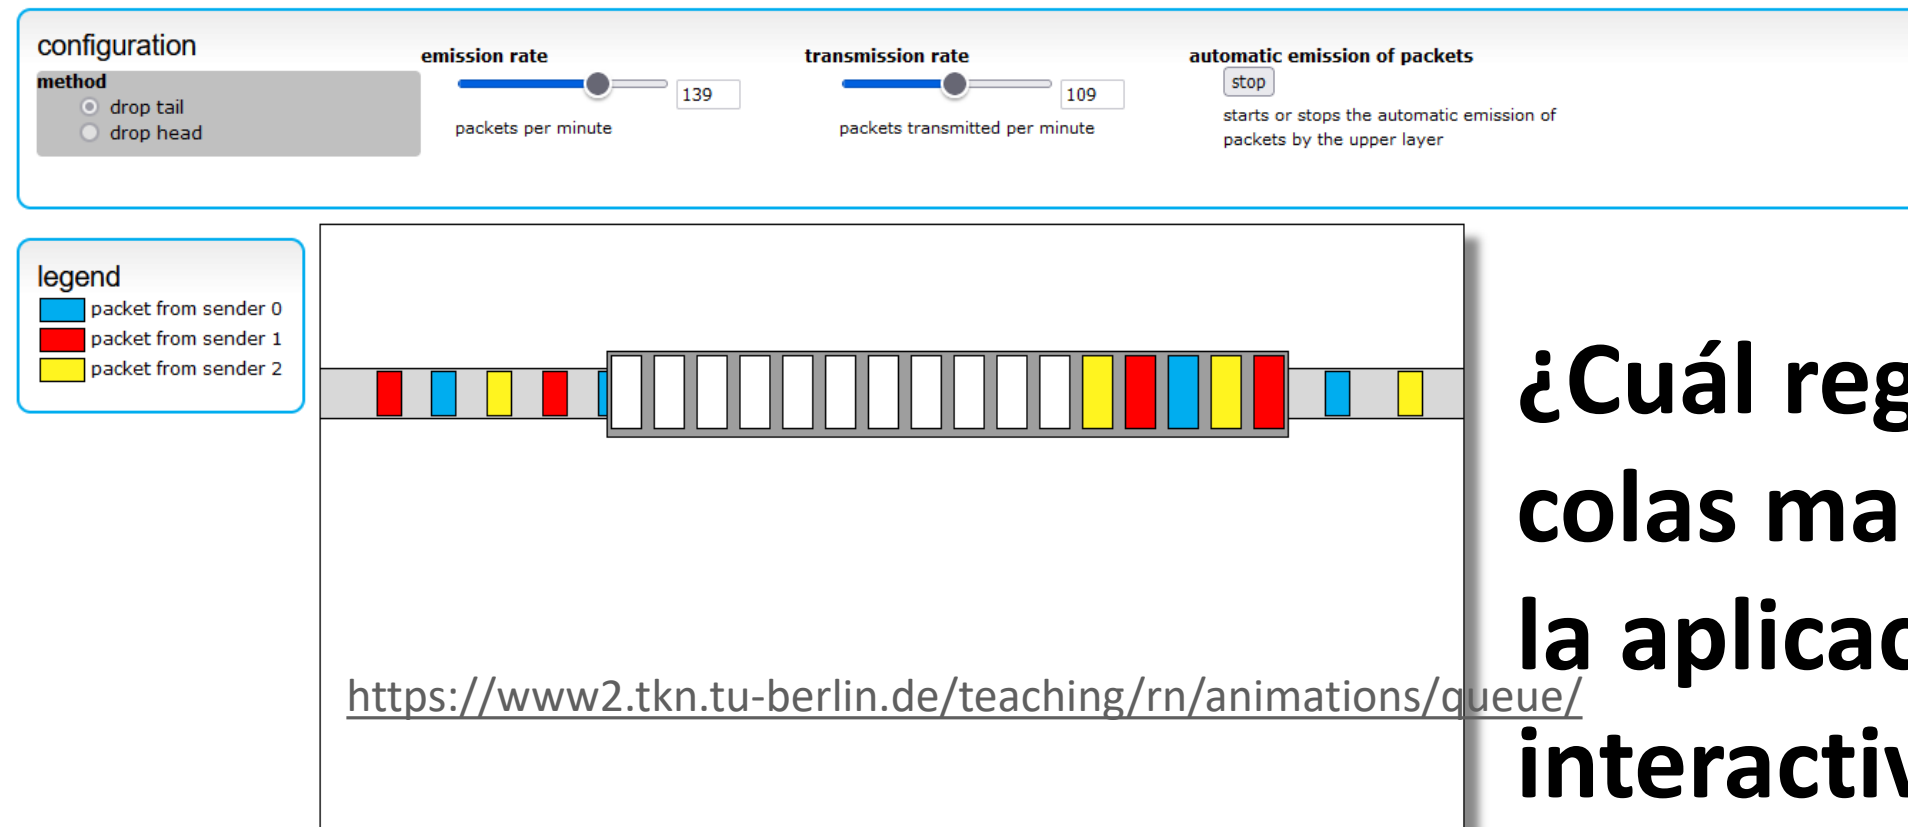 configuration
method
drop tail
drop head
emission rate
139
packets per minute
transmission rate
109
packets transmitted per minute
automatic emission of packets
stop
starts or stops the automatic emission of
packets by the upper layer
legend
packet from sender 0
packet from sender 1
packet from sender 2
https://www2.tkn.tu-berlin.de/teaching/rn/animations/queue/
¿Cuál reg
colas ma
la aplicac
interactiv